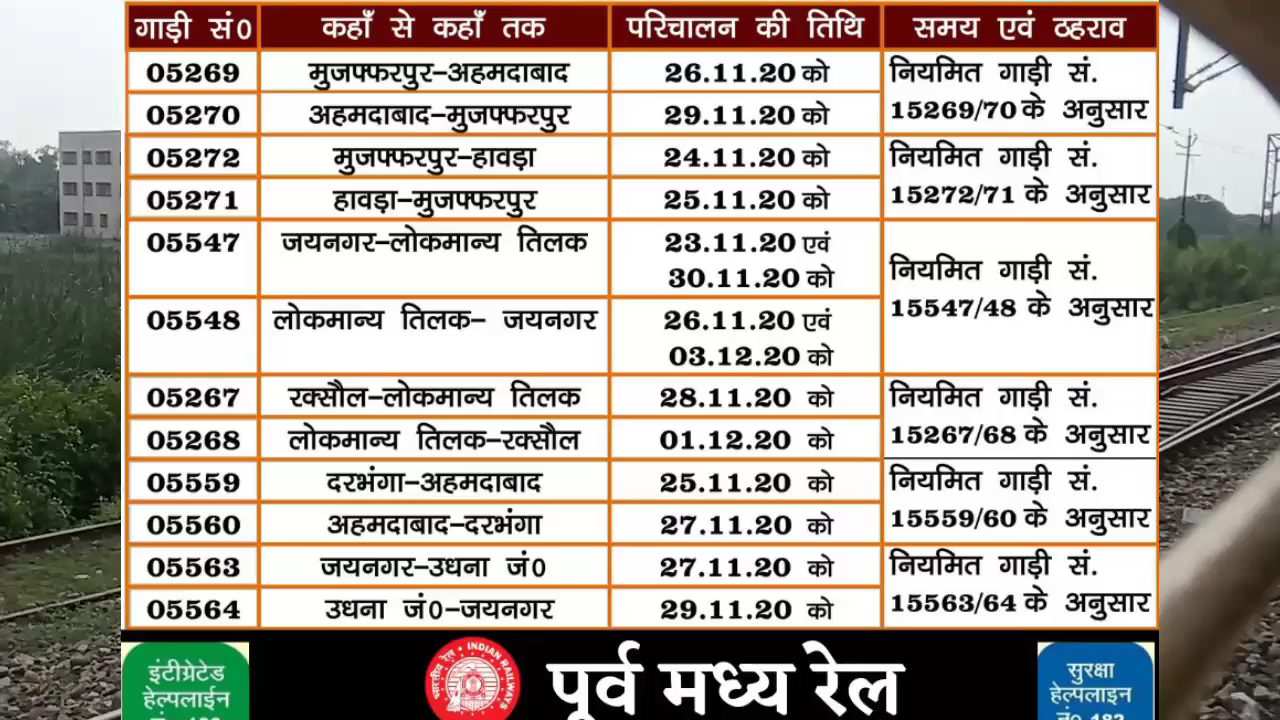 गाड़ी सं0 कहाँ से कहाँ तक परिचालन की तिथि समय एवं ठहराव
05269 मुजफ्फरपुर–अहमदाबाद 26.11.20 को नियमित गाड़ी सं.
05270 अहमदाबाद–मुजफ्फरपुर 29.11.20 को 15269/70 के अनुसार
05272 मुजफ्फरपुर–हावड़ा 24.11.20 को नियमित गाड़ी सं.
05271 हावड़ा–मुजफ्फरपुर 25.11.20 को 15272/71 के अनुसार
05547 जयनगर–लोकमान्य तिलक 23.11.20 एवं
30.11.20 को नियमित गाड़ी सं.
15547/48 के अनुसार
05548 लोकमान्य तिलक– जयनगर 26.11.20 एवं
03.12.20 को
05267 रक्सौल–लोकमान्य तिलक 28.11.20 को नियमित गाड़ी सं.
05268 लोकमान्य तिलक–रक्सौल 01.12.20 को 15267/68 के अनुसार
05559 दरभंगा–अहमदाबाद 25.11.20 को नियमित गाड़ी सं.
05560 अहमदाबाद–दरभंगा 27.11.20 को 15559/60 के अनुसार
05563 जयनगर–उधना जं0 27.11.20 को नियमित गाड़ी सं.
05564 उधना जं0–जयनगर 29.11.20 को 15563/64 के अनुसार
इंटीग्रेटेड
हेल्पलाईन
भारतीय रेल INDIAN RAILWAYS
पूर्व मध्य रेल
सुरक्षा
हेल्पलाइन